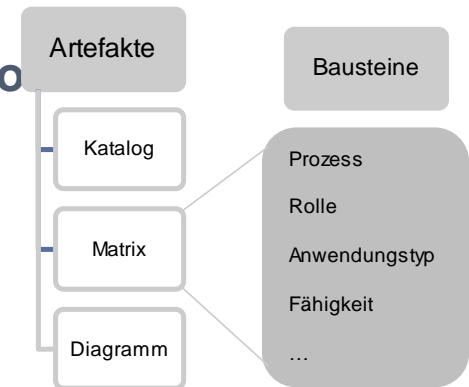 Artefakte
Bausteine
Katalog
Matrix
Diagramm
Prozess
Rolle
Anwendungstyp
Fähigkeit
…